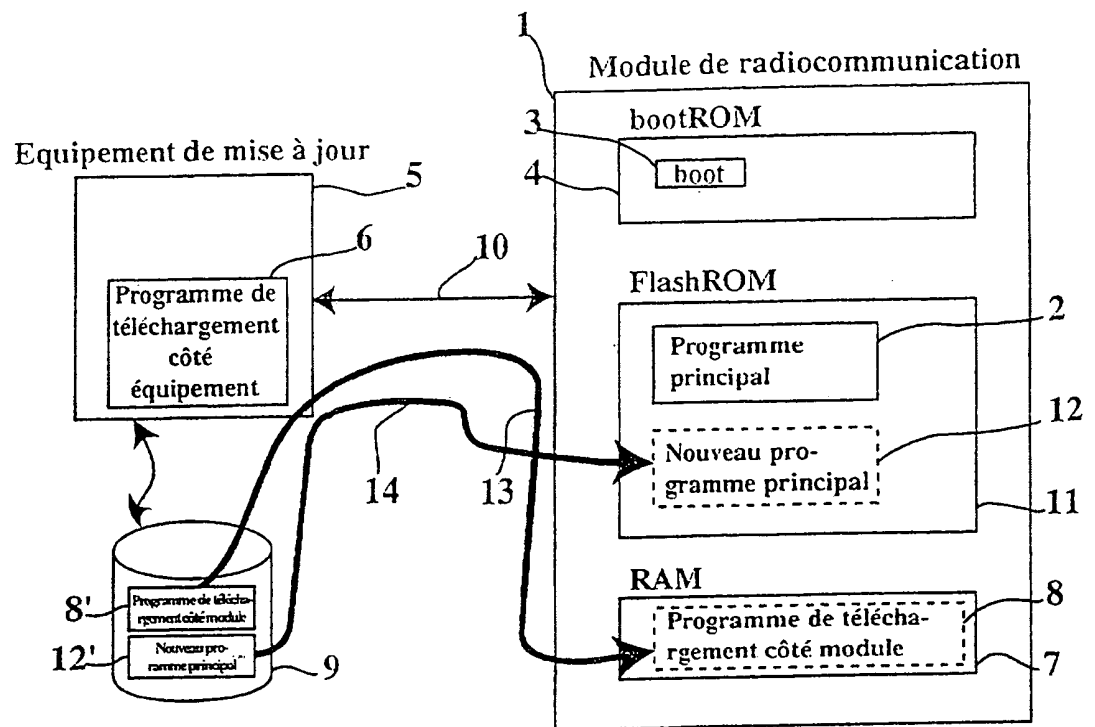 1
Module de radiocommunication
bootROM
3
boot
4
Equipement de mise à jour
5
6
Programme de
téléchargement
côté
équipement
10
FlashROM
2
Programme
principal
12
Nouveau pro-
gramme principal
11
14
13
RAM
8
Programme de télécha-
rgement côté module
7
8'
Programme de télécha-
rgement côté module
12'
Nouveau pro-
ramme principal
9